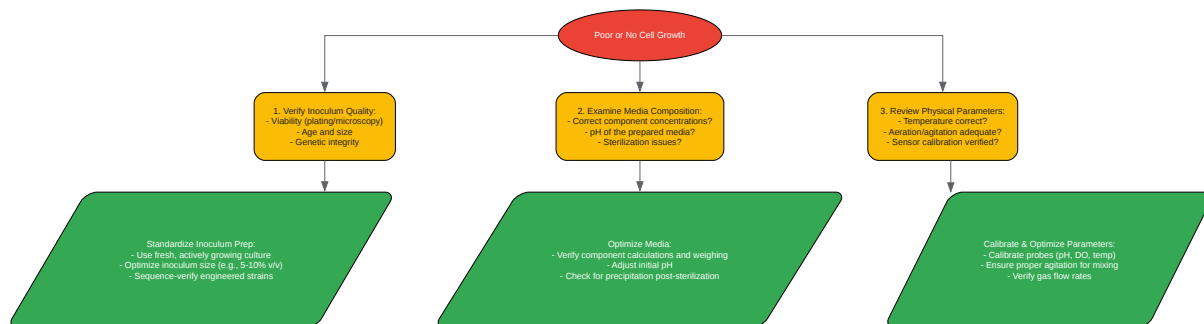 Poor or No Cell Growth
1. Verify Inoculum Quality:
- Viability (plating/microscopy)
- Age and size
- Genetic integrity
2. Examine Media Composition:
- Correct component concentrations?
- pH of the prepared media?
- Sterilization issues?
3. Review Physical Parameters:
- Temperature correct?
- Aeration/agitation adequate?
- Sensor calibration verified?
Standardize Inoculum Prep:
- Use fresh, actively growing culture
- Optimize inoculum size (e.g., 5-10% v/v)
- Sequence-verify engineered strains
Optimize Media:
- Verify component calculations and weighing
- Adjust initial pH
- Check for precipitation post-sterilization
Calibrate & Optimize Parameters:
- Calibrate probes (pH, DO, temp)
- Ensure proper agitation for mixing
- Verify gas flow rates